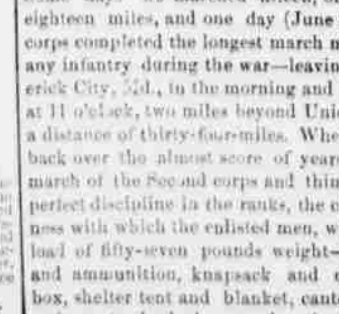 eighteen miles, and one day (June
corps completed the longest march m
any infantry during the war—leavin
erick City, Md., in the morning and
at 11 o'clock, two miles beyond Unio
a distance of thirty-four-miles. Whe
back over the almost score of years
march of the Second corps and thin
perfect discipline in the ranks, the c
ness with which the enlisted men, w
load of fifty-seven pounds weight—
and ammunition, knapsack and e
box, shelter tent and blanket, cant